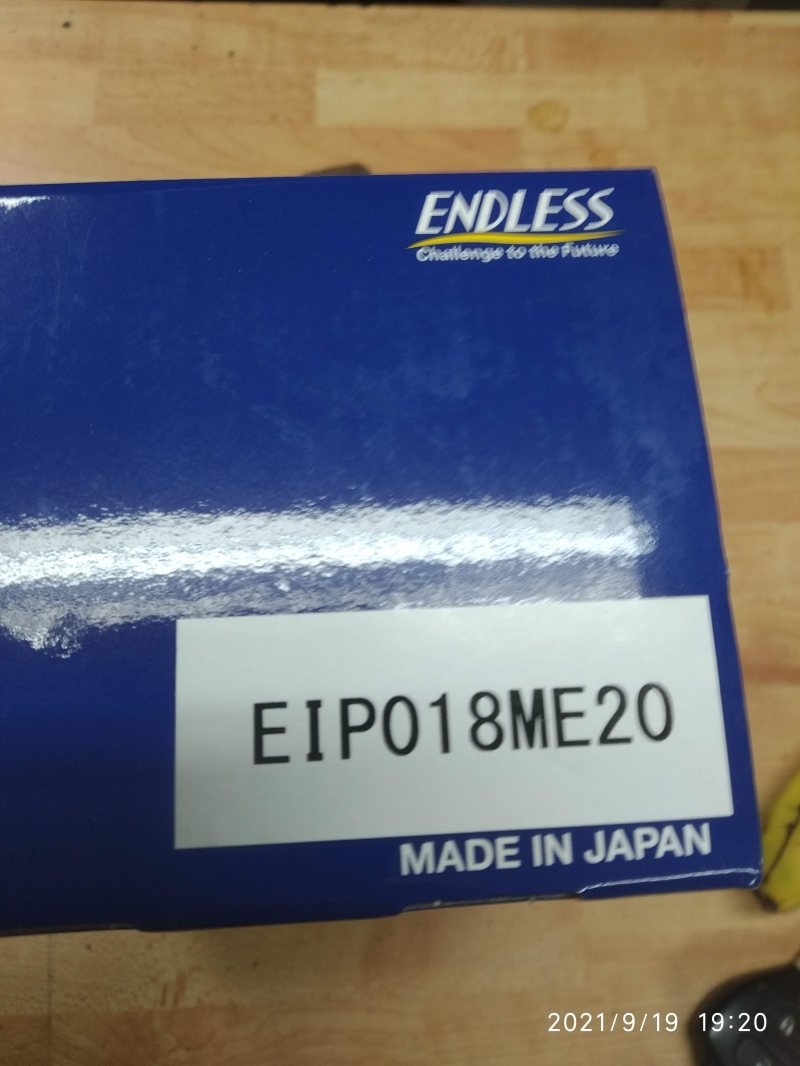 ENDLESS
Challenge to the Future
EIP018ME20
MADE IN JAPAN
2021/9/19 19:20